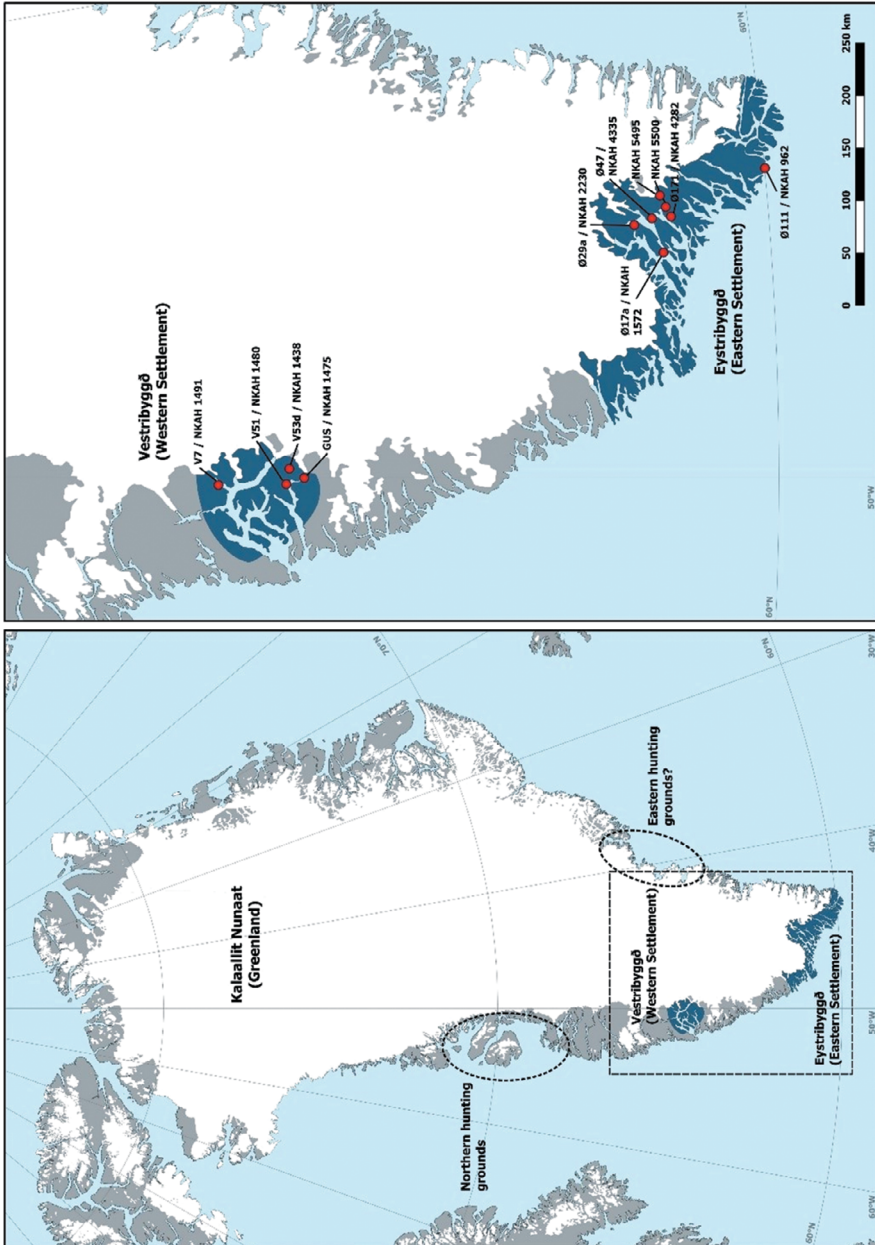 Kalaallit Nunaat
(Greenland)
Northern hunting
grounds
Eastern hunting
grounds?
Vestribyggð
(Western Settlement)
Eystribyggð
(Eastern Settlement)
70°N
60°N
60°N
60°W
50°W
40°W
30°W
Vestribyggð
(Western Settlement)
V7 / NKAH 1491
V51 / NKAH 1480
V53d / NKAH 1438
GUS / NKAH 1475
Ø29a / NKAH 2230
Ø47 /
NKAH 4335
NKAH 5495
NKAH 5500
Ø171 / NKAH 4282
Ø17a / NKAH
1572
Ø111 / NKAH 962
Eystribyggð
(Eastern Settlement)
60°N
60°N
50°W
0 50 100 150 200 250 km